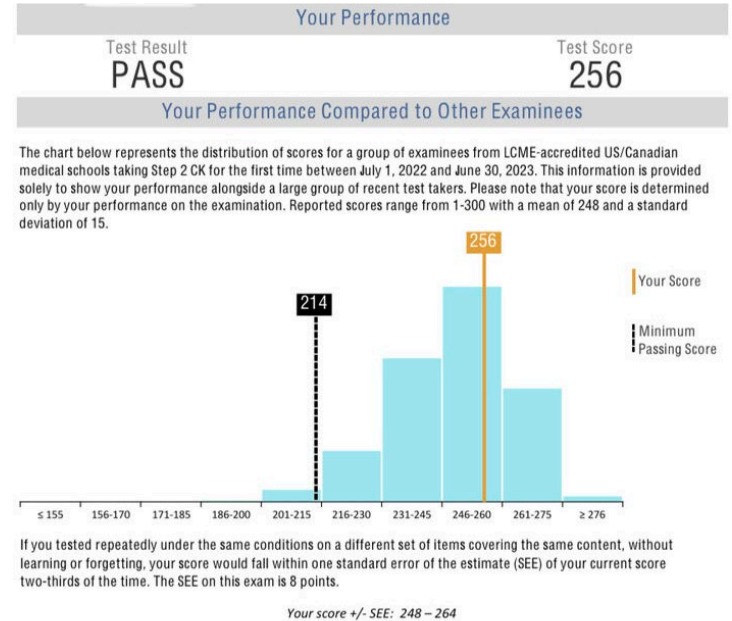 Your Performance
Test Result
Test Score
PASS
256
Your Performance Compared to Other Examinees
The chart below represents the distribution of scores for a group of examinees from LCME-accredited US/Canadian
medical schools taking Step 2 CK for the first time between July 1, 2022 and June 30, 2023. This information is provided
solely to show your performance alongside a large group of recent test takers. Please note that your score is determined
only by your performance on the examination. Reported scores range from 1-300 with a mean of 248 and a standard
deviation of 15.
256
Your Score
214
Minimum
Passing Score
≤ 155 156-170 171-185 186-200 201-215 216-230 231-245 246-260 261-275 ≥ 276
If you tested repeatedly under the same conditions on a different set of items covering the same content, without
learning or forgetting, your score would fall within one standard error of the estimate (SEE) of your current score
two-thirds of the time. The SEE on this exam is 8 points.
Your score +/- SEE: 248 – 264